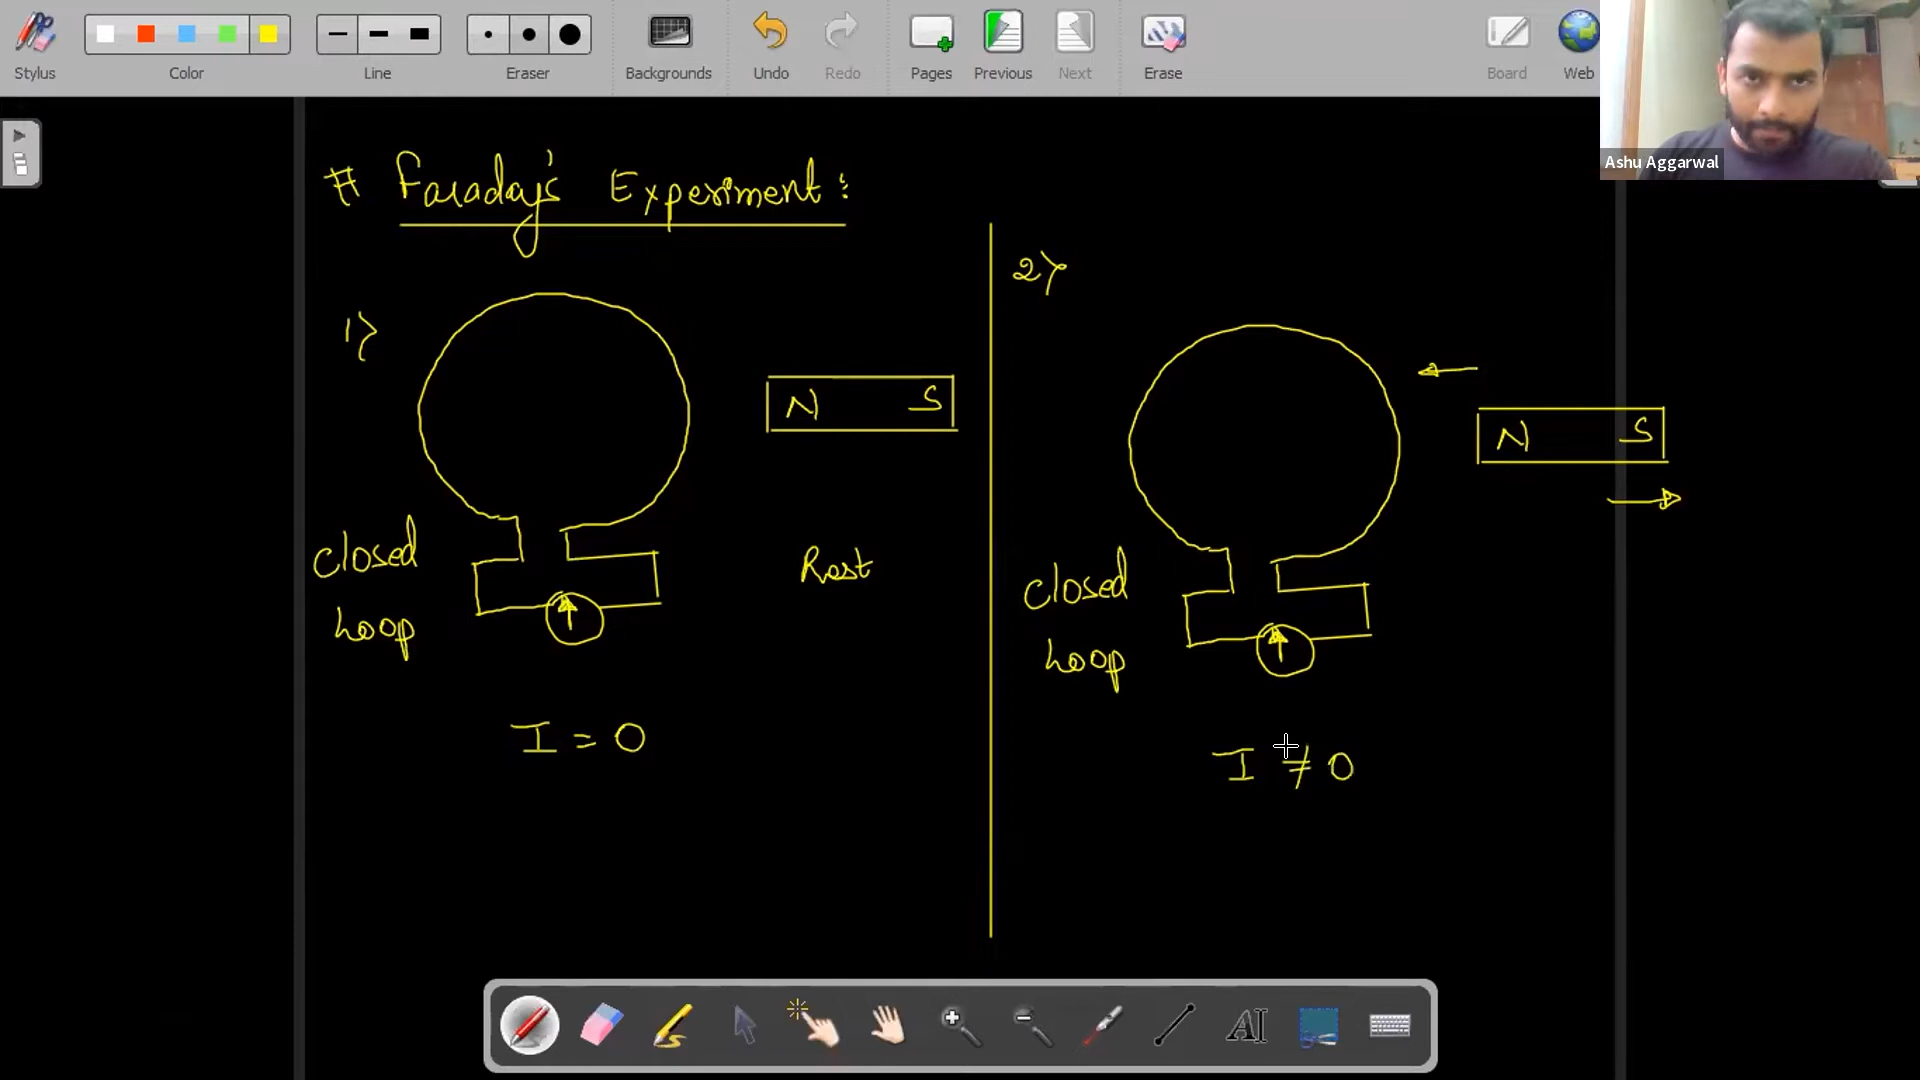 Stylus
Color
Line
Eraser
Backgrounds
Undo
Redo
Pages
Previous
Next
Erase
Board
Web
Ashu Aggarwal
# Faraday's Experiment:
1)
N S
Closed
Loop
Rest
I = 0
2)
N S
Closed
Loop
I ≠ 0
AI